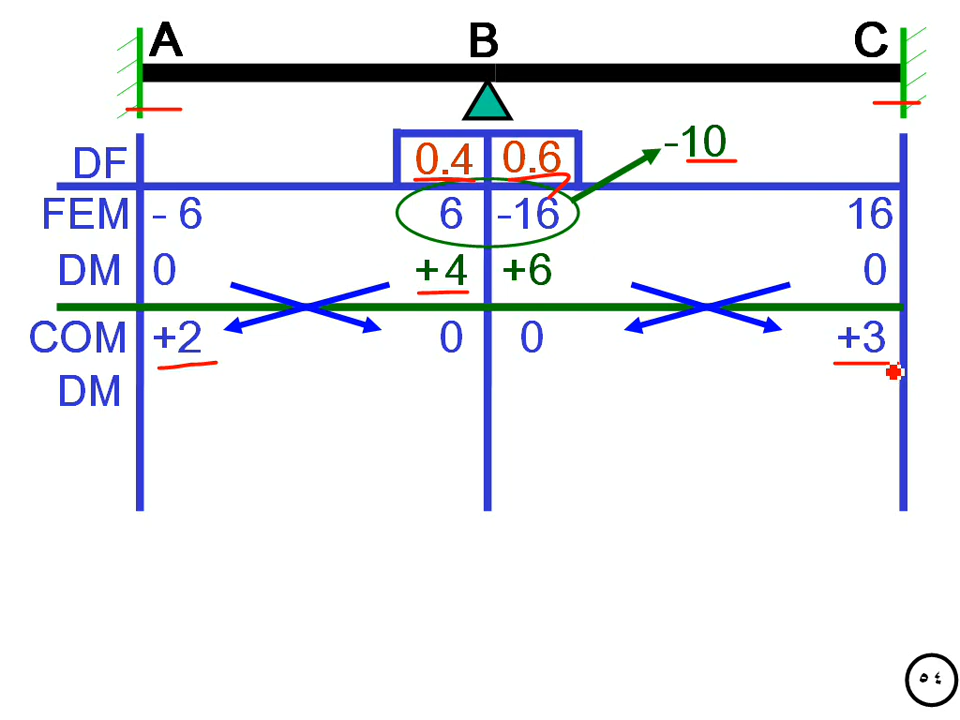 A B C
-10
DF 0.4 0.6
FEM - 6 6 -16 16
DM 0 +4 +6 0
COM +2 0 0 +3
DM
٥٤